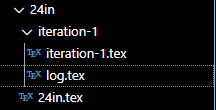 24in
iteration-1
TEX iteration-1.tex
TEX log.tex
TEX 24in.tex